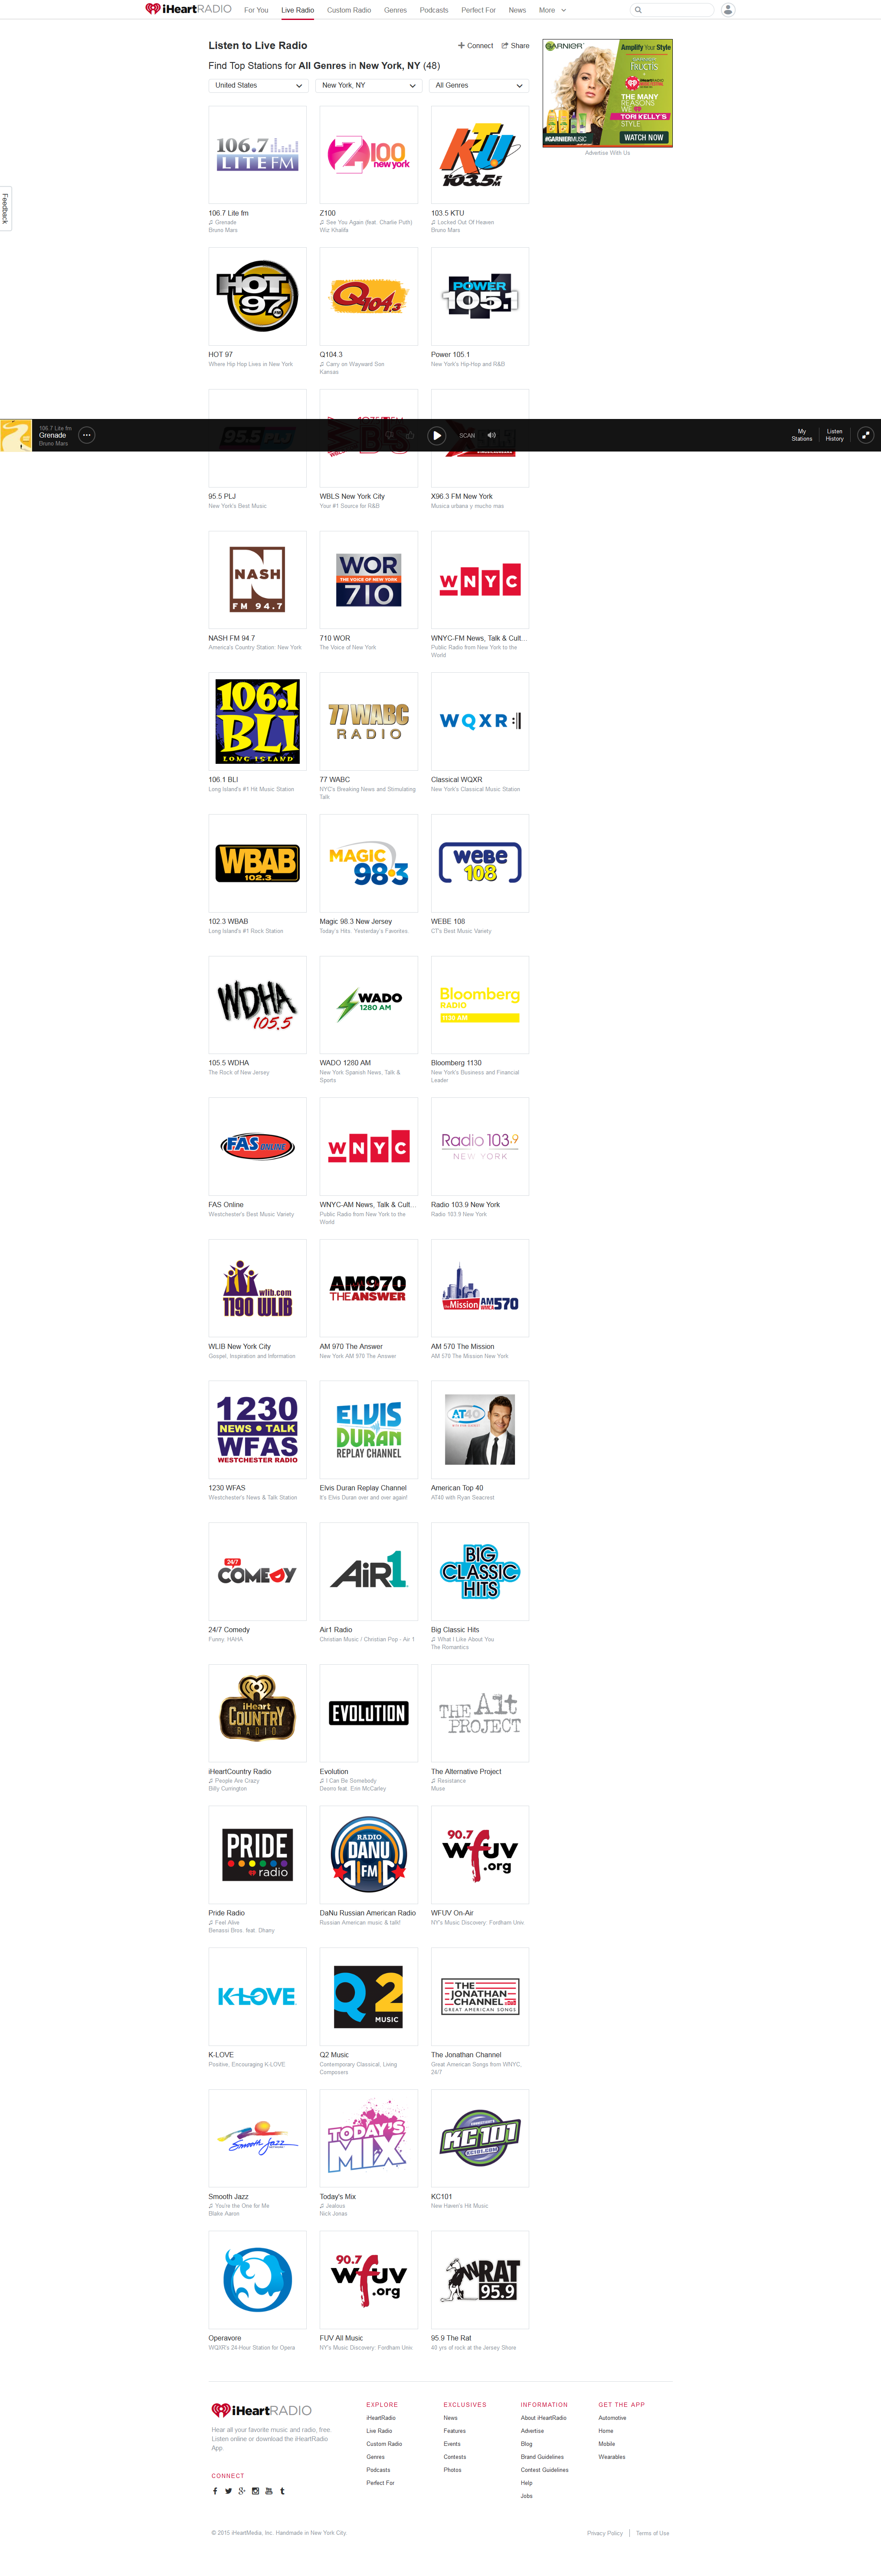 iHeartRADIO For You Live Radio Custom Radio Genres Podcasts Perfect For News More
Listen to Live Radio
Connect Share
Find Top Stations for All Genres in New York, NY (48)
United States New York, NY All Genres
GARNIER
Amplify Your Style
FRUCTIS
iHeartRADIO
THE MANY
REASONS
WE
TORI KELLY'S
STYLE
#GARNIERMUSIC
WATCH NOW
Advertise With Us
Feedback
106.7 LITE FM
Z100 new york
KTU 103.5 FM
106.7 Lite fm
Grenade
Bruno Mars
Z100
See You Again (feat. Charlie Puth)
Wiz Khalifa
103.5 KTU
Locked Out Of Heaven
Bruno Mars
HOT 97 FM
Q104.3
POWER 105.1
HOT 97
Where Hip Hop Lives in New York
Q104.3
Carry on Wayward Son
Kansas
Power 105.1
New York's Hip-Hop and R&B
95.5 PLJ
106.7 Lite fm
Grenade
Bruno Mars
SCAN
My
Stations
Listen
History
95.5 PLJ
New York's Best Music
WBLS New York City
Your #1 Source for R&B
X96.3 FM New York
Musica urbana y mucho mas
NASH
FM 94.7
WOR
THE VOICE OF NEW YORK
710
WNYC
NASH FM 94.7
America's Country Station: New York
710 WOR
The Voice of New York
WNYC-FM News, Talk & Cult...
Public Radio from New York to the
World
106.1
BLI
LONG ISLAND
77WABC
RADIO
WQXR
106.1 BLI
Long Island's #1 Hit Music Station
77 WABC
NYC's Breaking News and Stimulating
Talk
Classical WQXR
New York's Classical Music Station
WBAB
102.3
MAGIC
98.3
WEBE
108
102.3 WBAB
Long Island's #1 Rock Station
Magic 98.3 New Jersey
Today's Hits. Yesterday's Favorites.
WEBE 108
CT's Best Music Variety
WDHA
105.5
WADO
1280 AM
Bloomberg
RADIO
1130 AM
105.5 WDHA
The Rock of New Jersey
WADO 1280 AM
New York Spanish News, Talk &
Sports
Bloomberg 1130
New York's Business and Financial
Leader
FAS ONLINE
WNYC
Radio 103.9
NEW YORK
FAS Online
Westchester's Best Music Variety
WNYC-AM News, Talk & Cult...
Public Radio from New York to the
World
Radio 103.9 New York
Radio 103.9 New York
wlib.com
1190 WLIB
AM970
THEANSWER
theMission AM570
WLIB New York City
Gospel, Inspiration and Information
AM 970 The Answer
New York AM 970 The Answer
AM 570 The Mission
AM 570 The Mission New York
1230
NEWS • TALK
WFAS
WESTCHESTER RADIO
ELVIS
DURAN
REPLAY CHANNEL
AT40
1230 WFAS
Westchester's News & Talk Station
Elvis Duran Replay Channel
It's Elvis Duran over and over again!
American Top 40
AT40 with Ryan Seacrest
24/7
COMEDY
AiR1
BIG
CLASSIC
HITS
24/7 Comedy
Funny. HAHA
Air1 Radio
Christian Music / Christian Pop - Air 1
Big Classic Hits
What I Like About You
The Romantics
iHeart
COUNTRY
RADIO
EVOLUTION
THE Alt
PROJECT
iHeartCountry Radio
People Are Crazy
Billy Currington
Evolution
I Can Be Somebody
Deorro feat. Erin McCarley
The Alternative Project
Resistance
Muse
PRIDE
radio
RADIO
DANU
FM
90.7
wfuv
.org
Pride Radio
Feel Alive
Benassi Bros. feat. Dhany
DaNu Russian American Radio
Russian American music & talk!
WFUV On-Air
NY's Music Discovery: Fordham Univ
K-LOVE
Q2
MUSIC
THE
JONATHAN
CHANNEL
GREAT AMERICAN SONGS
K-LOVE
Positive, Encouraging K-LOVE
Q2 Music
Contemporary Classical, Living
Composers
The Jonathan Channel
Great American Songs from WNYC,
24/7
Smooth Jazz
TODAY'S
MIX
KC101
KC101.COM
Smooth Jazz
You're the One for Me
Blake Aaron
Today's Mix
Jealous
Nick Jonas
KC101
New Haven's Hit Music
90.7
wfuv
.org
WRAT
95.9
Operavore
WQXR's 24-Hour Station for Opera
FUV All Music
NY's Music Discovery: Fordham Univ
95.9 The Rat
40 yrs of rock at the Jersey Shore
iHeartRADIO
Hear all your favorite music and radio, free.
Listen online or download the iHeartRadio
App.
CONNECT
EXPLORE
iHeartRadio
Live Radio
Custom Radio
Genres
Podcasts
Perfect For
EXCLUSIVES
News
Features
Events
Contests
Photos
INFORMATION
About iHeartRadio
Advertise
Blog
Brand Guidelines
Contest Guidelines
Help
Jobs
GET THE APP
Automotive
Home
Mobile
Wearables
© 2015 iHeartMedia, Inc. Handmade in New York City.
Privacy Policy Terms of Use